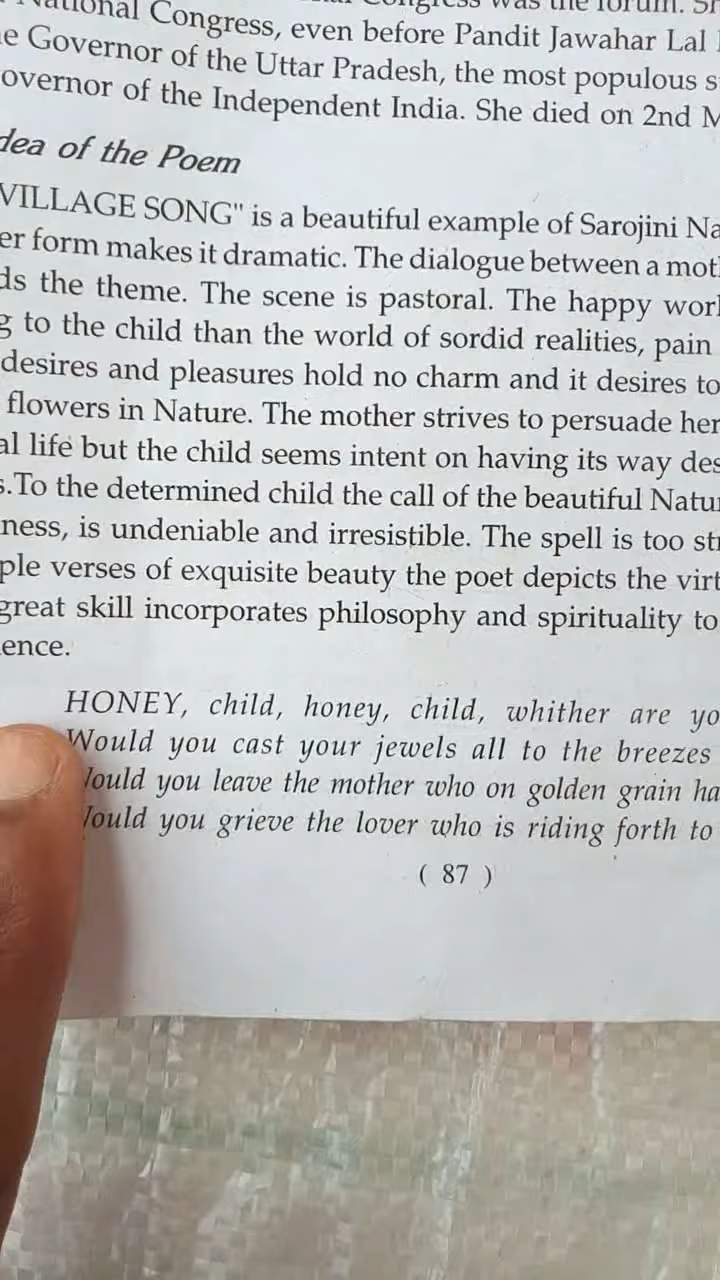 National Congress, even before Pandit Jawahar Lal
e Governor of the Uttar Pradesh, the most populous s
overnor of the Independent India. She died on 2nd M
dea of the Poem
VILLAGE SONG" is a beautiful example of Sarojini Na
er form makes it dramatic. The dialogue between a mot
ds the theme. The scene is pastoral. The happy worl
g to the child than the world of sordid realities, pain
desires and pleasures hold no charm and it desires to
flowers in Nature. The mother strives to persuade her
al life but the child seems intent on having its way des
s.To the determined child the call of the beautiful Natur
ness, is undeniable and irresistible. The spell is too str
ple verses of exquisite beauty the poet depicts the virt
great skill incorporates philosophy and spirituality to
ence.
HONEY, child, honey, child, whither are yo
Would you cast your jewels all to the breezes
Would you leave the mother who on golden grain ha
Would you grieve the lover who is riding forth to
( 87 )